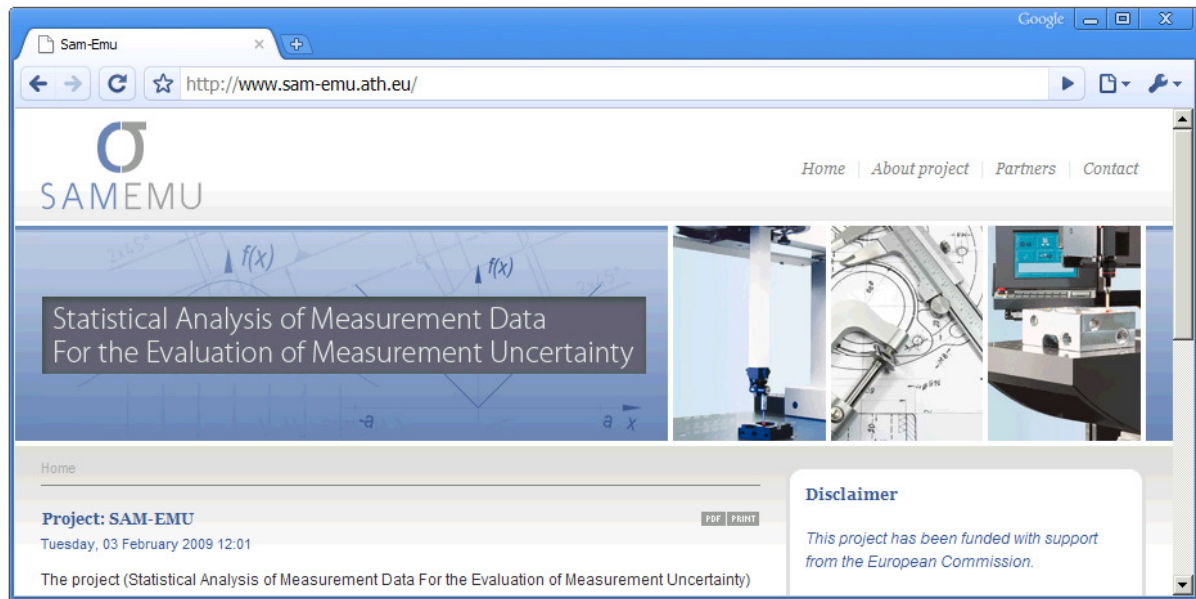 Google
Sam-Emu
http://www.sam-emu.ath.eu/
SAMEMU
Home | About project | Partners | Contact
2x45°
f(x)
f(x)
2x45°
Statistical Analysis of Measurement Data
For the Evaluation of Measurement Uncertainty
-a
a x
Home
Project: SAM-EMU
PDF PRINT
Tuesday, 03 February 2009 12:01
The project (Statistical Analysis of Measurement Data For the Evaluation of Measurement Uncertainty)
Disclaimer
This project has been funded with support
from the European Commission.